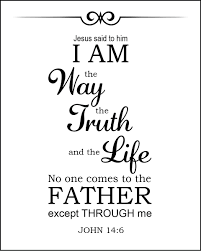 Jesus said to him
I AM
the
Way
the
Truth
and the Life
No one comes to the
FATHER
except THROUGH me
JOHN 14:6